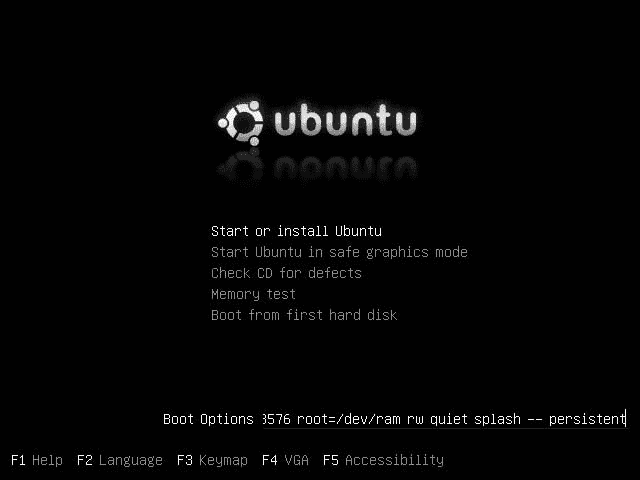 ubuntu
Start or install Ubuntu
Start Ubuntu in safe graphics mode
Check CD for defects
Memory test
Boot from first hard disk
Boot Options 3576 root=/dev/ram rw quiet splash -- persistent
F1 Help F2 Language F3 Keymap F4 VGA F5 Accessibility